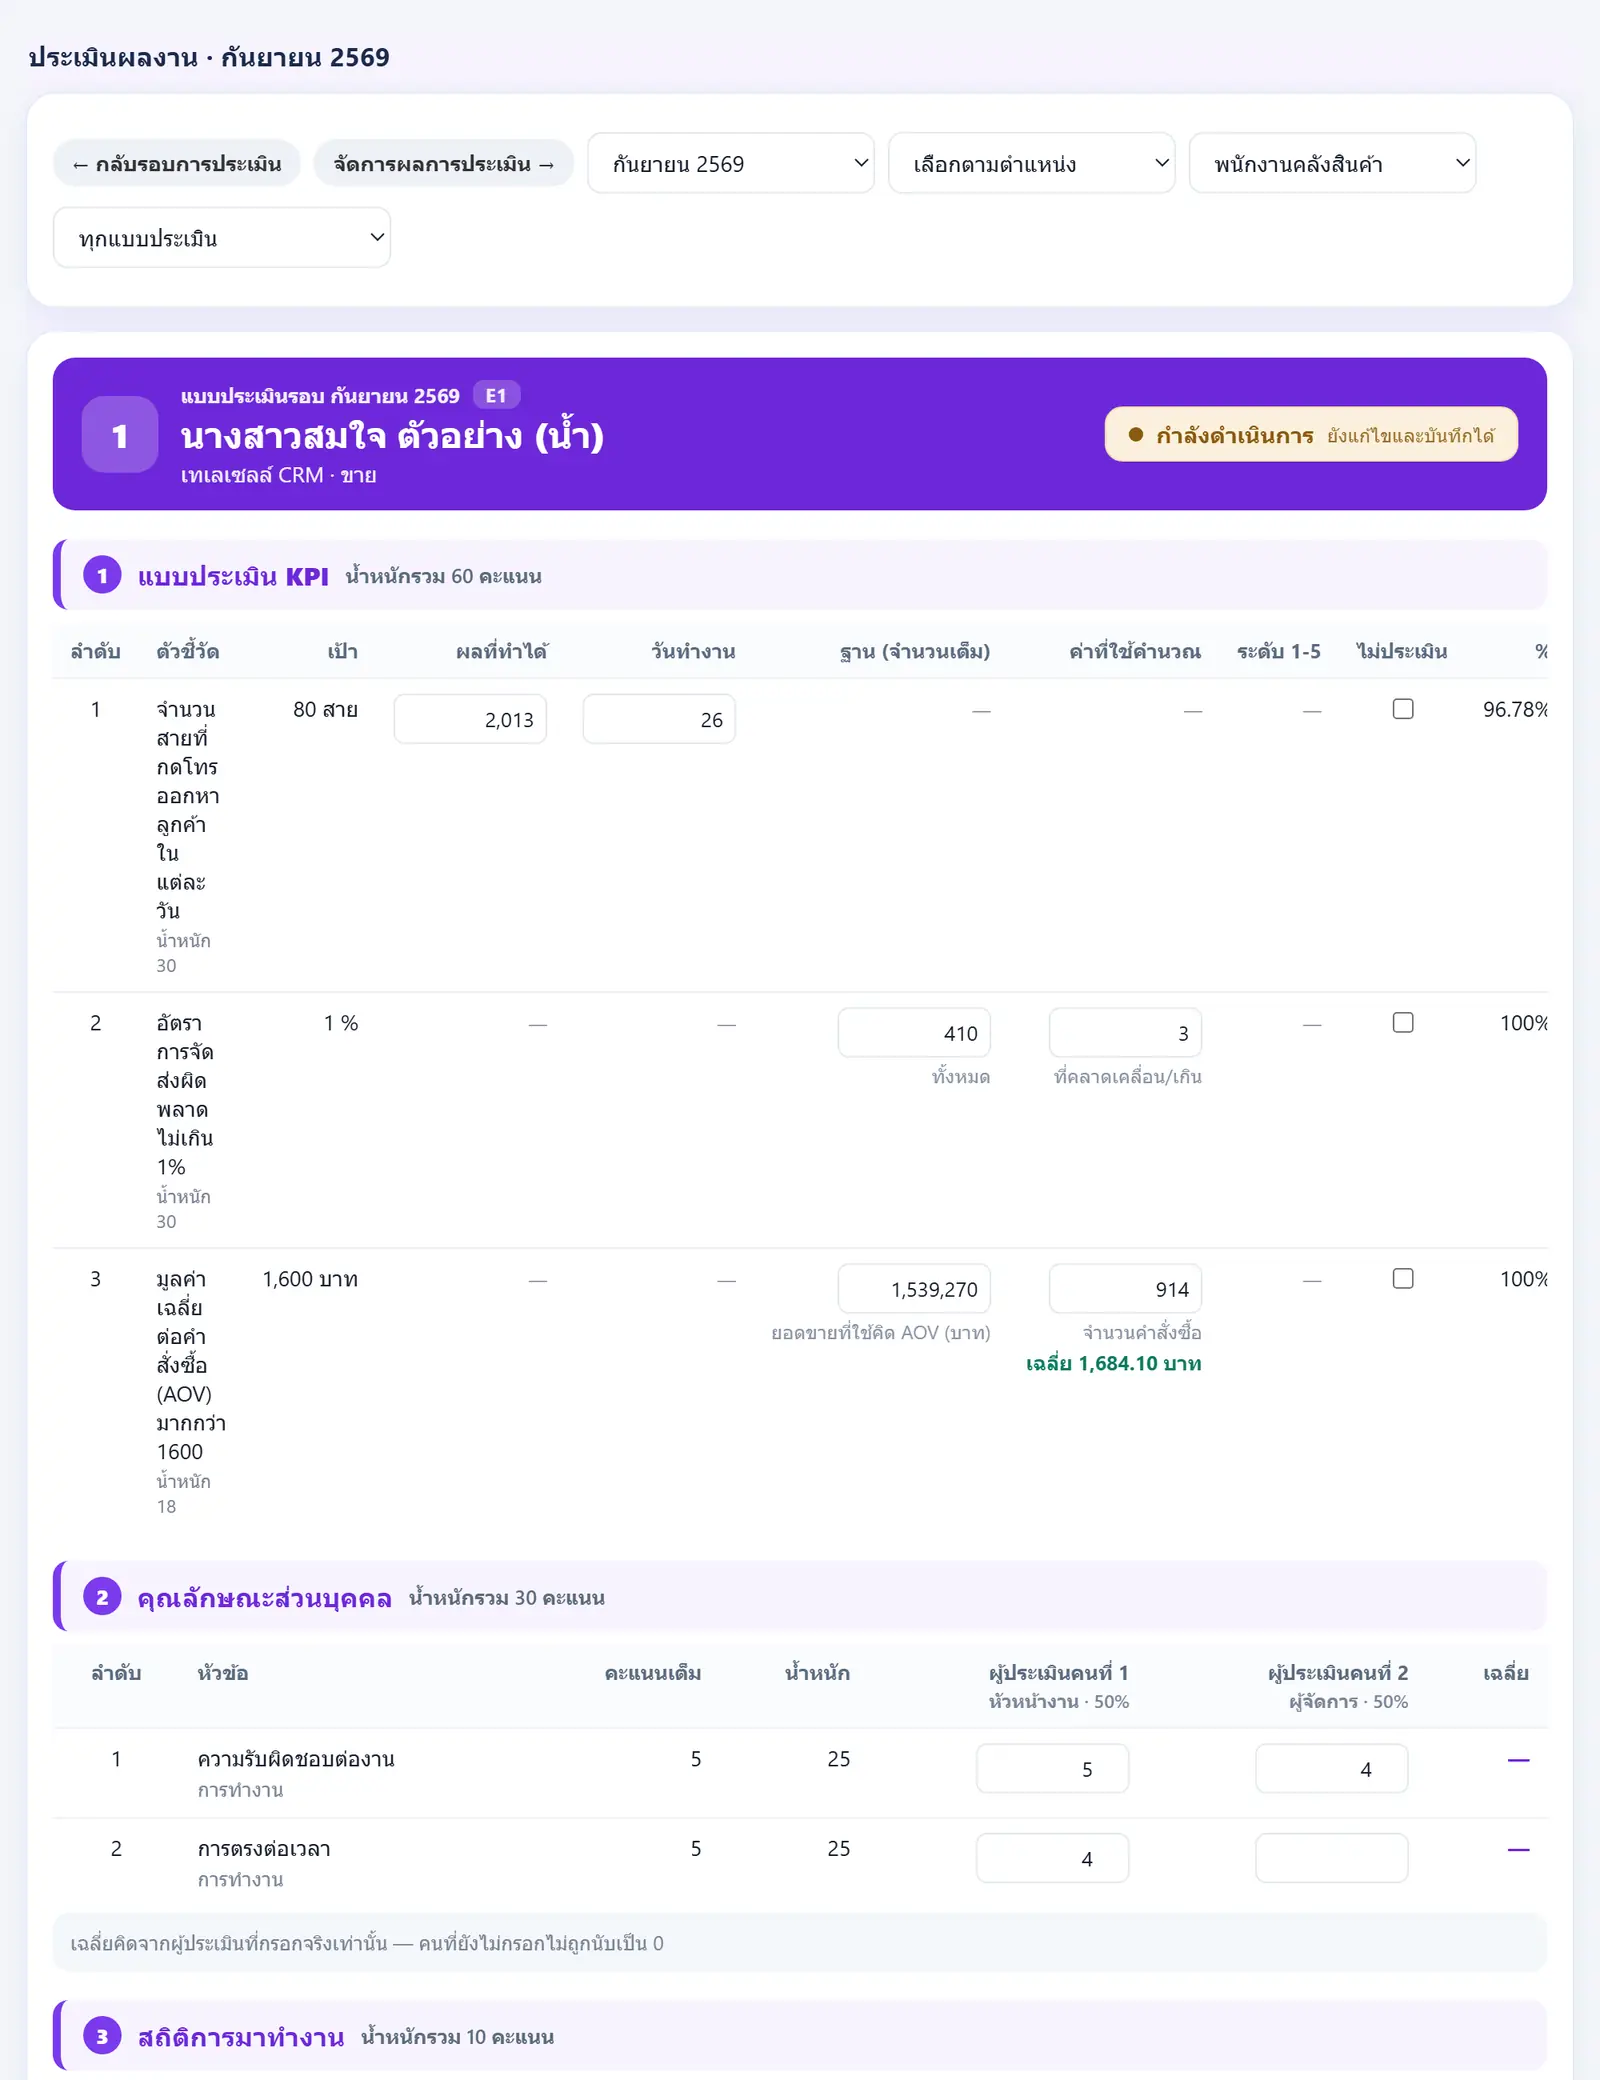 ประเมินผลงาน · กันยายน 2569
← กลับรอบการประเมิน
จัดการผลการประเมิน →
กันยายน 2569
เลือกตามตำแหน่ง
พนักงานคลังสินค้า
ทุกแบบประเมิน
1
แบบประเมินรอบ กันยายน 2569 E1
นางสาวสมใจ ตัวอย่าง (น้ำ)
เทเลเซลล์ CRM · ขาย
กำลังดำเนินการ ยังแก้ไขและบันทึกได้
1 แบบประเมิน KPI น้ำหนักรวม 60 คะแนน
ลำดับ ตัวชี้วัด เป้า ผลที่ทำได้ วันทำงาน ฐาน (จำนวนเต็ม) ค่าที่ใช้คำนวณ ระดับ 1-5 ไม่ประเมิน %
1 จำนวน 80 สาย 2,013 26 — — — 96.78%
สายที่
กดโทร
ออกหา
ลูกค้า
ใน
แต่ละ
วัน
น้ำหนัก
30
2 อัตรา 1 % — — 410 3 — 100%
การจัด
ส่งผิด ทั้งหมด ที่คลาดเคลื่อน/เกิน
พลาด
ไม่เกิน
1%
น้ำหนัก
30
3 มูลค่า 1,600 บาท — — 1,539,270 914 — 100%
เฉลี่ย
ต่อคำ ยอดขายที่ใช้คิด AOV (บาท) จำนวนคำสั่งซื้อ
สั่งซื้อ เฉลี่ย 1,684.10 บาท
(AOV)
มากกว่า
1600
น้ำหนัก
18
2 คุณลักษณะส่วนบุคคล น้ำหนักรวม 30 คะแนน
ลำดับ หัวข้อ คะแนนเต็ม น้ำหนัก ผู้ประเมินคนที่ 1 ผู้ประเมินคนที่ 2 เฉลี่ย
หัวหน้างาน · 50% ผู้จัดการ · 50%
1 ความรับผิดชอบต่องาน 5 25 5 4 —
การทำงาน
2 การตรงต่อเวลา 5 25 4 —
การทำงาน
เฉลี่ยคิดจากผู้ประเมินที่กรอกจริงเท่านั้น — คนที่ยังไม่กรอกไม่ถูกนับเป็น 0
3 สถิติการมาทำงาน น้ำหนักรวม 10 คะแนน